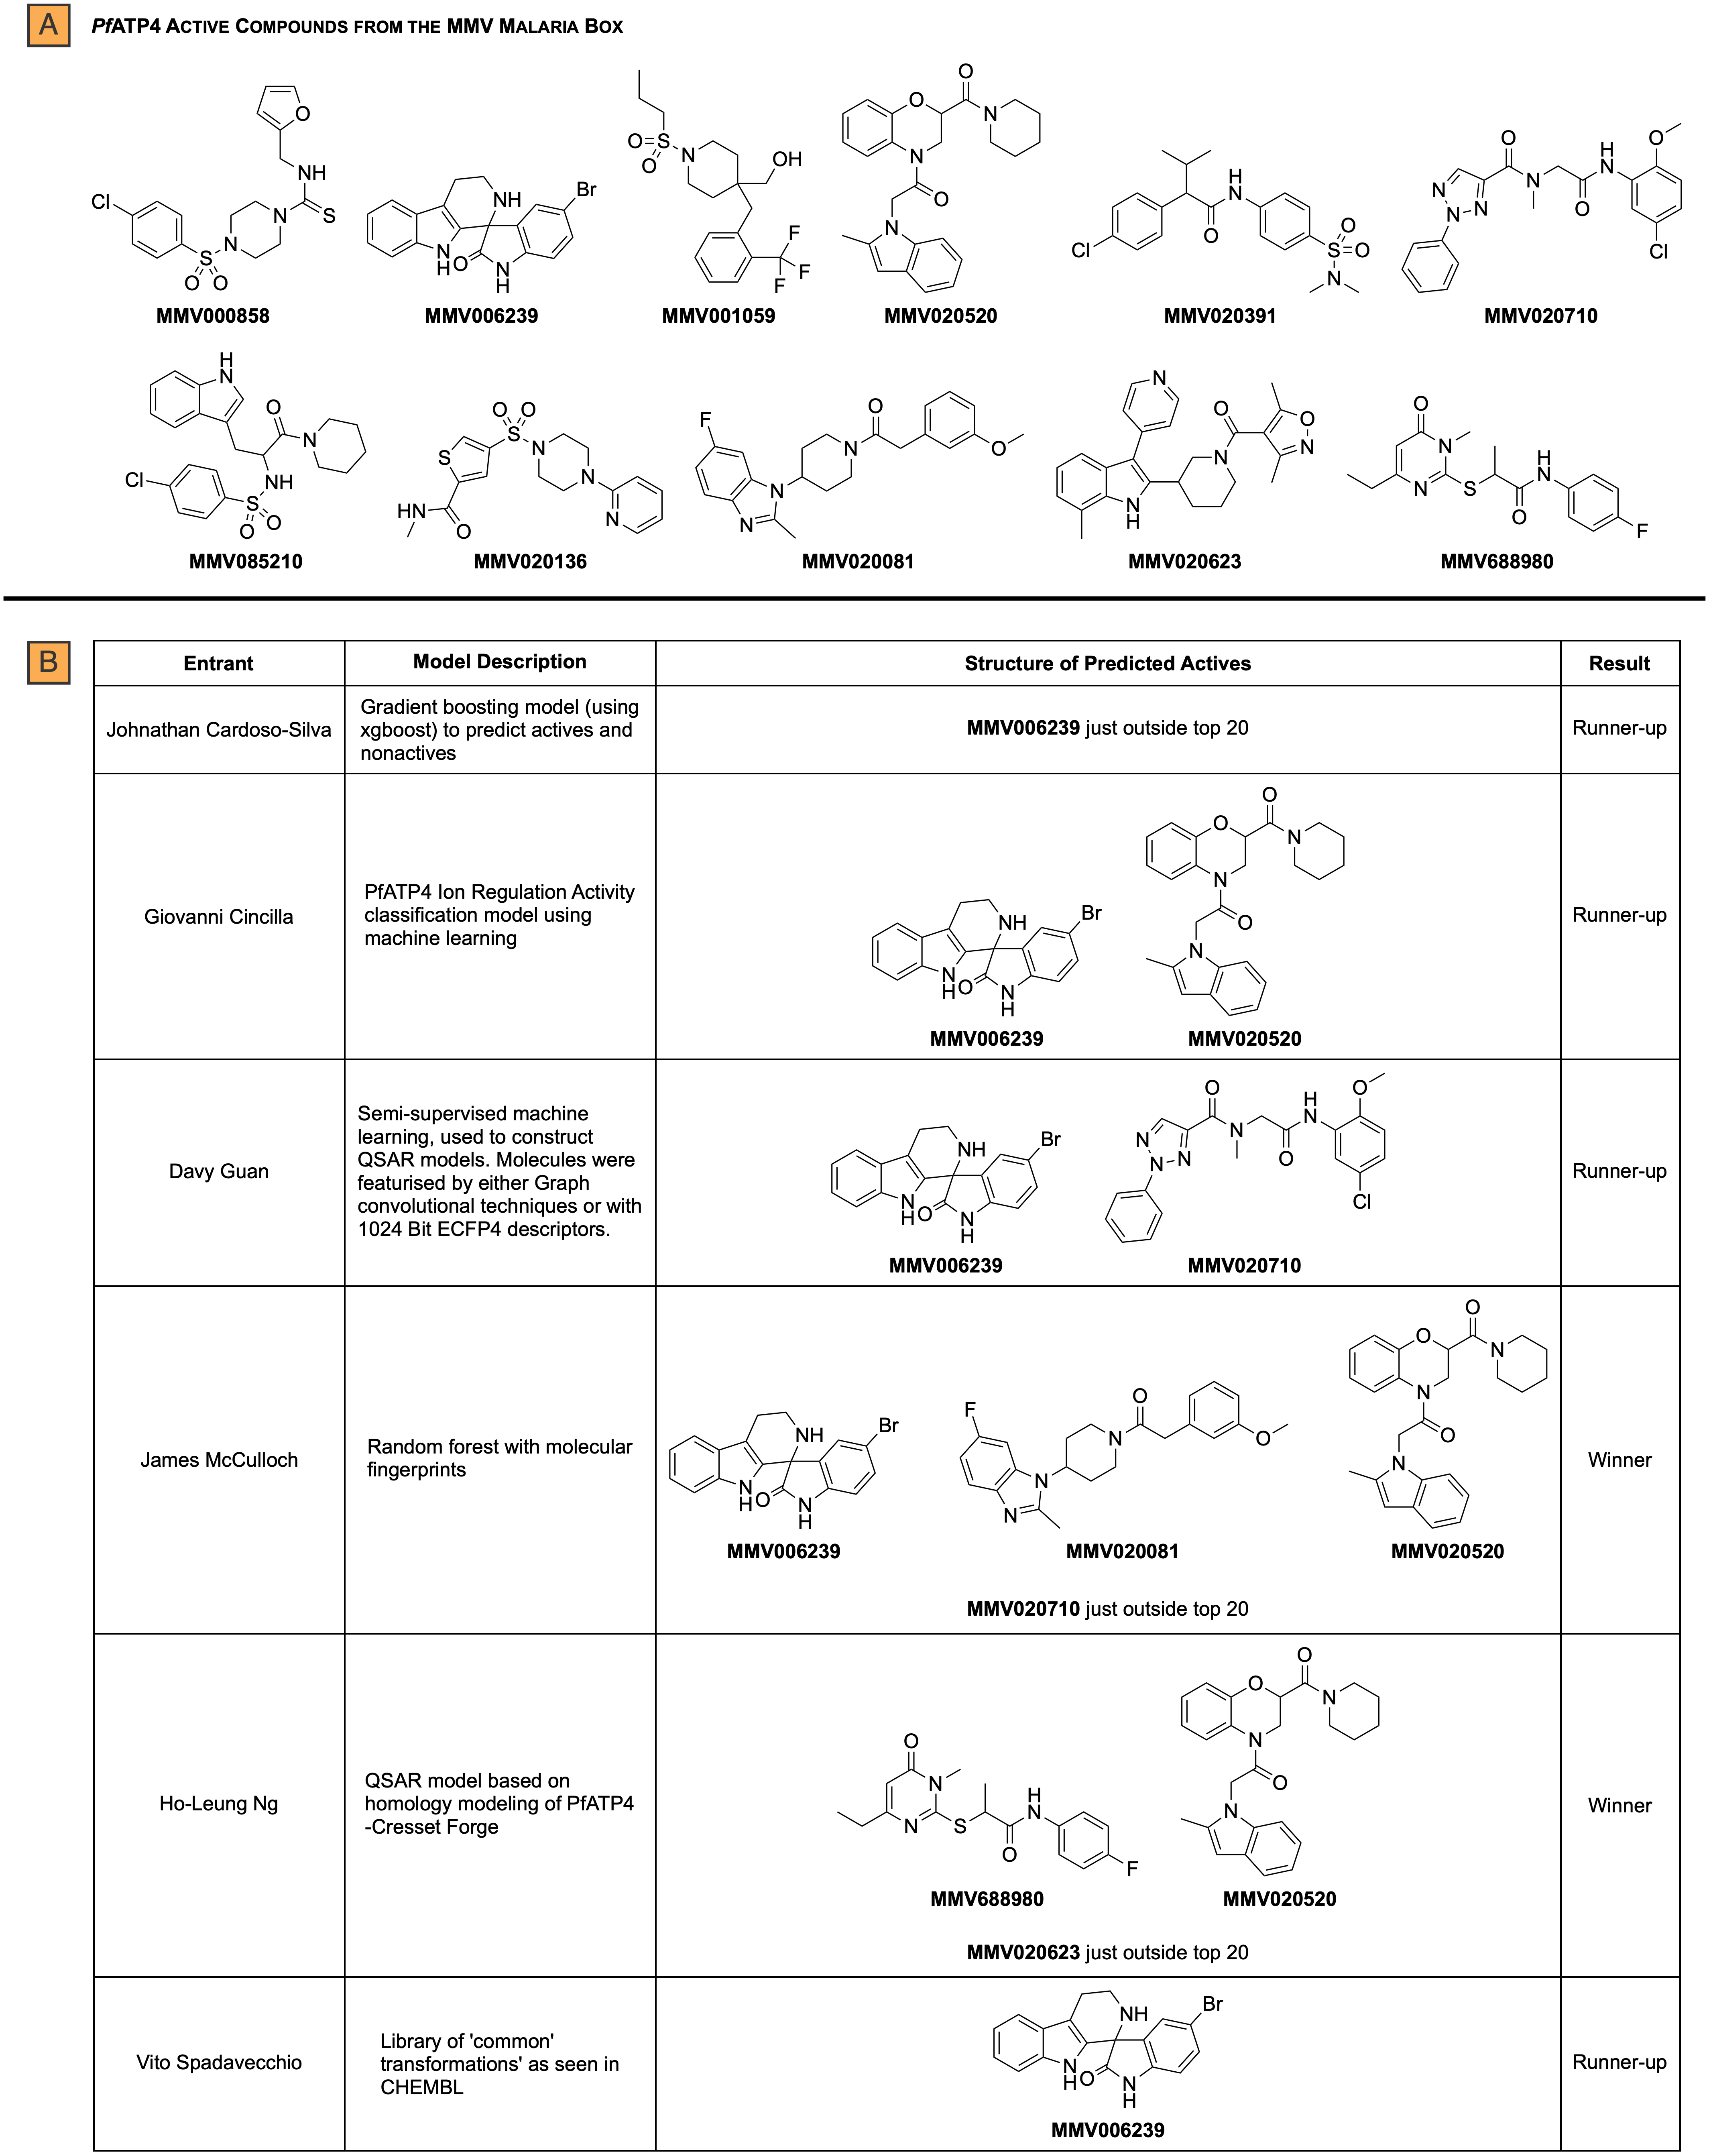 A
PfATP4 ACTIVE COMPOUNDS FROM THE MMV MALARIA BOX
MMV000858
MMV006239
MMV001059
MMV020520
MMV020391
MMV020710
MMV085210
MMV020136
MMV020081
MMV020623
MMV688980
B
Entrant
Model Description
Structure of Predicted Actives
Result
Johnathan Cardoso-Silva
Gradient boosting model (using
xgboost) to predict actives and
nonactives
MMV006239 just outside top 20
Runner-up
Giovanni Cincilla
PfATP4 Ion Regulation Activity
classification model using
machine learning
MMV006239
MMV020520
Runner-up
Davy Guan
Semi-supervised machine
learning, used to construct
QSAR models. Molecules were
featurised by either Graph
convolutional techniques or with
1024 Bit ECFP4 descriptors.
MMV006239
MMV020710
Runner-up
James McCulloch
Random forest with molecular
fingerprints
MMV006239
MMV020081
MMV020520
MMV020710 just outside top 20
Winner
Ho-Leung Ng
QSAR model based on
homology modeling of PfATP4
-Cresset Forge
MMV688980
MMV020520
MMV020623 just outside top 20
Winner
Vito Spadavecchio
Library of 'common'
transformations' as seen in
CHEMBL
MMV006239
Runner-up